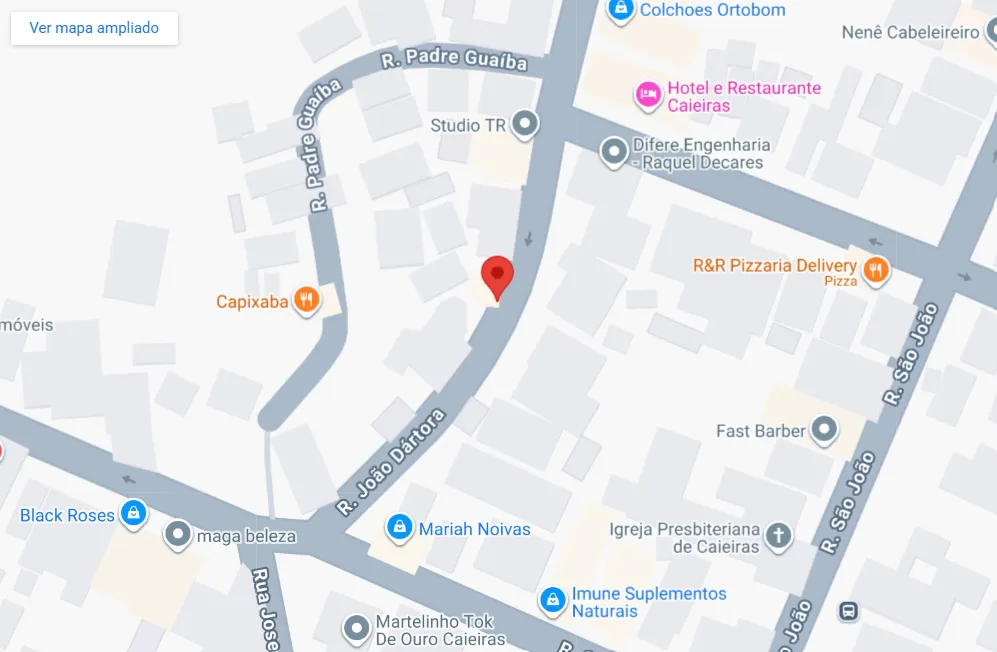 Ver mapa ampliado
Colchoes Ortobom
Nenê Cabeleireiro
R. Padre Guaíba
Hotel e Restaurante
Caieiras
R. Padre Guaíba
Studio TR
Difere Engenharia
- Raquel Decares
R&R Pizzaria Delivery
Pizza
Capixaba
móveis
R. São João
Fast Barber
R. João Dártora
R. São João
Black Roses
maga beleza
Mariah Noivas
Igreja Presbiteriana
de Caieiras
Rua Jose
Imune Suplementos
Naturais
Martelinho Tok
De Ouro Caieiras
R
São João